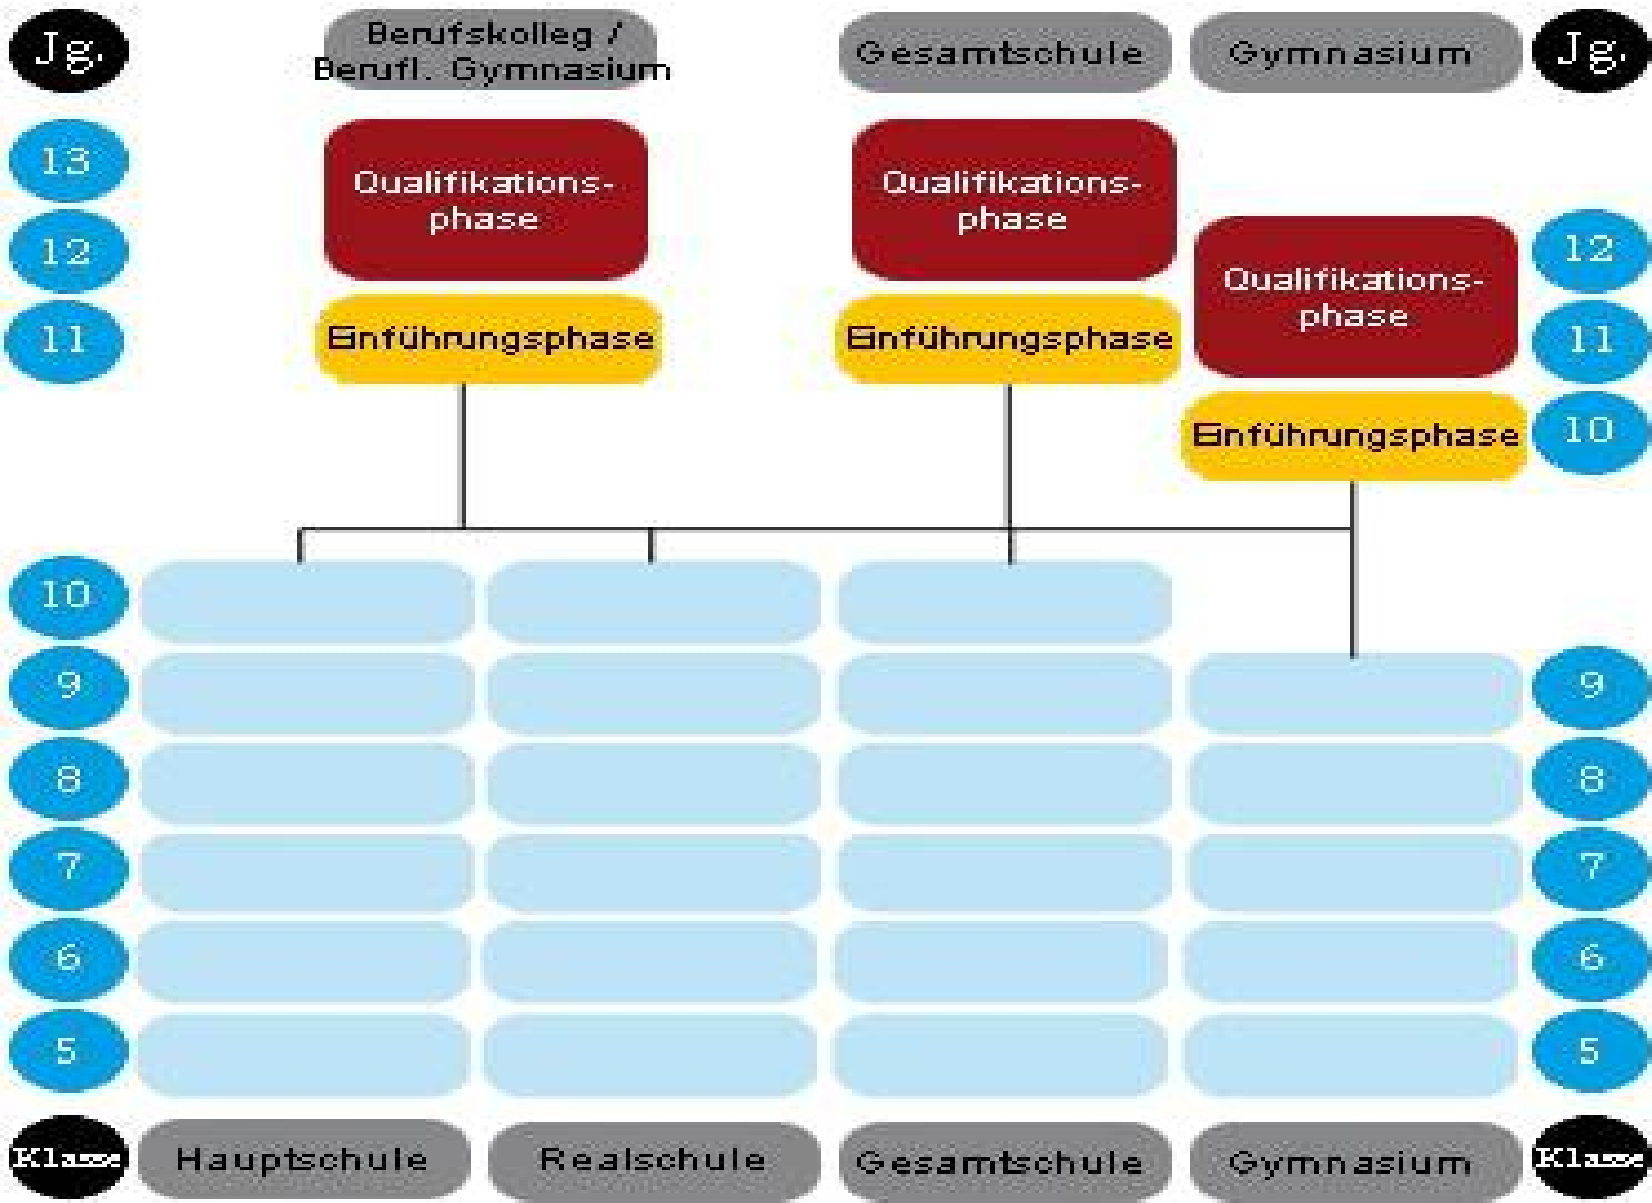 Jg.
Berufskolleg /
Berufl. Gymnasium
Gesamtschule
Gymnasium
Jg.
13
Qualifikations-
phase
Qualifikations-
phase
12
Qualifikations-
phase
12
11
Einführungsphase
Einführungsphase
11
Einführungsphase
10
10
9
9
8
8
7
7
6
6
5
5
Klasse
Hauptschule
Realschule
Gesamtschule
Gymnasium
Klasse